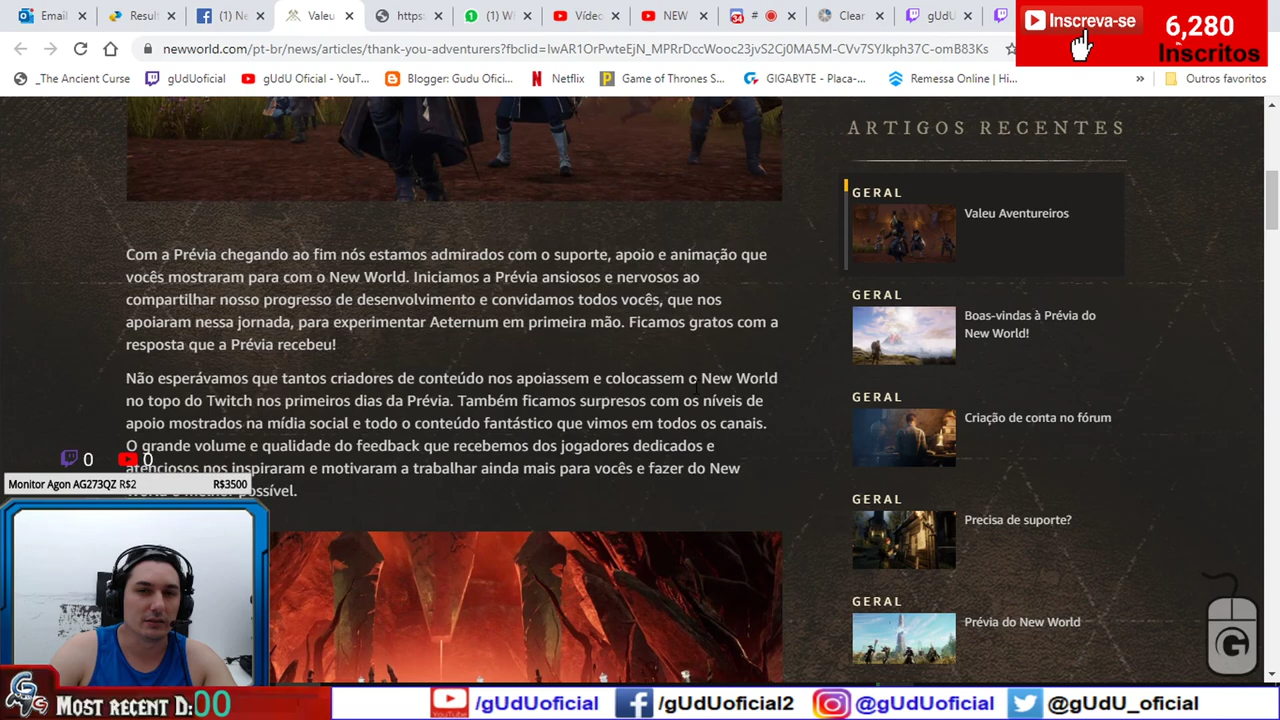 Email
Result
(1) Ne
Valeu
https:
(1) W
Vídeo
NEW
34
#
Clear
gUdU
Inscreva-se
6,280
Inscritos
newworld.com/pt-br/news/articles/thank-you-adventurers?fbclid=IwAR1OrPwteEjN_MPRrDccWooc23jvS2Cj0MA5M-CVv7SYJkph37C-omB83Ks
_The Ancient Curse
gUdUoficial
gUdU Oficial - YouT...
Blogger: Gudu Ofici...
Netflix
Game of Thrones S...
GIGABYTE - Placa-...
Remessa Online | Hi...
»
Outros favoritos
ARTIGOS RECENTES
GERAL
Valeu Aventureiros
Com a Prévia chegando ao fim nós estamos admirados com o suporte, apoio e animação que
vocês mostraram para com o New World. Iniciamos a Prévia ansiosos e nervosos ao
compartilhar nosso progresso de desenvolvimento e convidamos todos vocês, que nos
apoiaram nessa jornada, para experimentar Aeternum em primeira mão. Ficamos gratos com a
resposta que a Prévia recebeu!
Não esperávamos que tantos criadores de conteúdo nos apoiassem e colocassem o New World
no topo do Twitch nos primeiros dias da Prévia. Também ficamos surpresos com os níveis de
apoio mostrados na mídia social e todo o conteúdo fantástico que vimos em todos os canais.
O grande volume e qualidade do feedback que recebemos dos jogadores dedicados e
atenciosos nos inspiraram e motivaram a trabalhar ainda mais para vocês e fazer do New
World o melhor possível.
GERAL
Boas-vindas à Prévia do
New World!
GERAL
Criação de conta no fórum
GERAL
Precisa de suporte?
GERAL
Prévia do New World
0
0
Monitor Agon AG273QZ R$2
R$3500
G
Most recent D:00
/gUdUoficial
/gUdUoficial2
@gUdUoficial
@gUdU_oficial